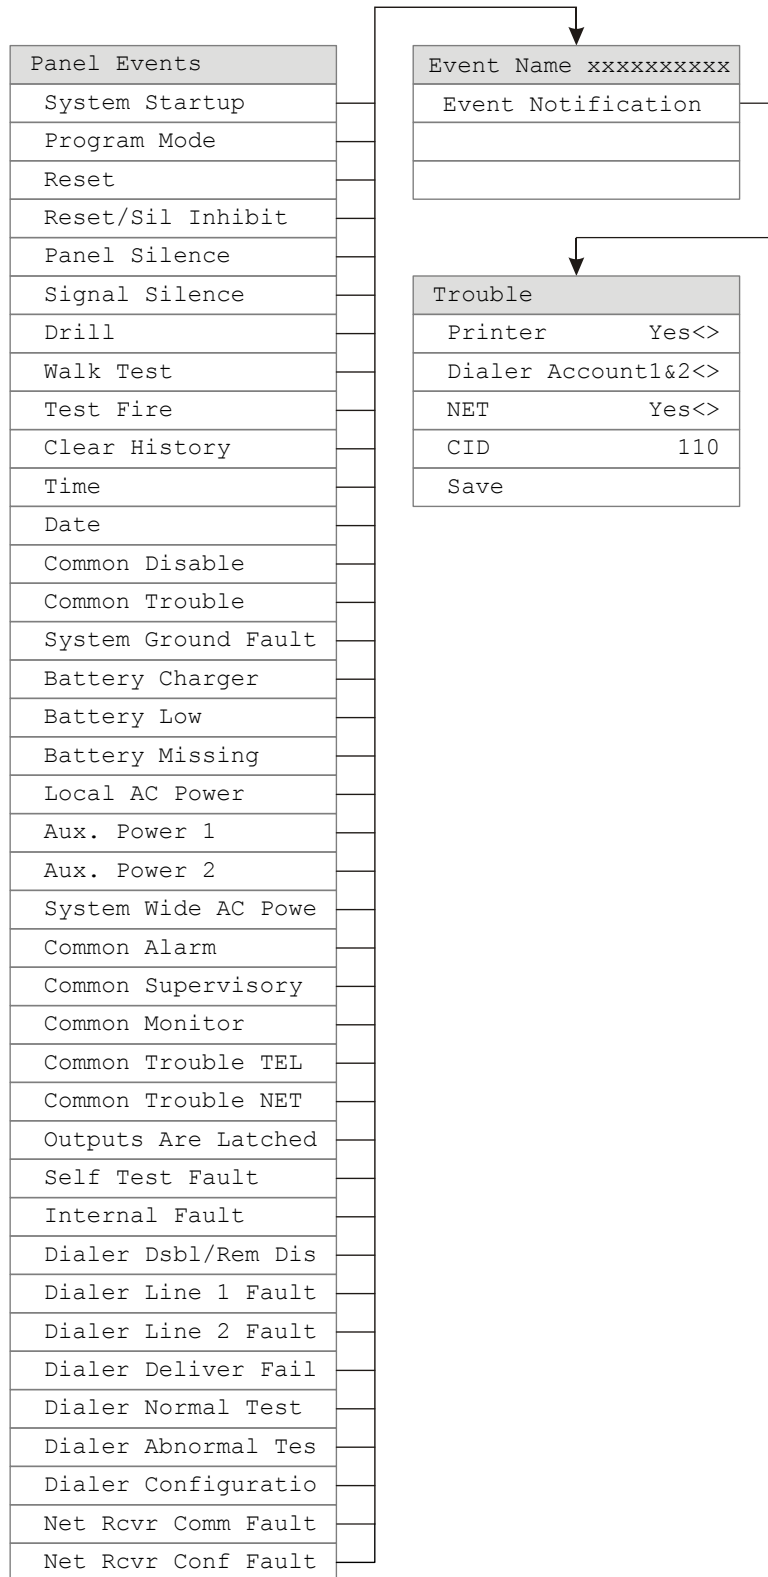 Panel Events
System Startup
Program Mode
Reset
Reset/Sil Inhibit
Panel Silence
Signal Silence
Drill
Walk Test
Test Fire
Clear History
Time
Date
Common Disable
Common Trouble
System Ground Fault
Battery Charger
Battery Low
Battery Missing
Local AC Power
Aux. Power 1
Aux. Power 2
System Wide AC Powe
Common Alarm
Common Supervisory
Common Monitor
Common Trouble TEL
Common Trouble NET
Outputs Are Latched
Self Test Fault
Internal Fault
Dialer Dsbl/Rem Dis
Dialer Line 1 Fault
Dialer Line 2 Fault
Dialer Deliver Fail
Dialer Normal Test
Dialer Abnormal Tes
Dialer Configuratio
Net Rcvr Comm Fault
Net Rcvr Conf Fault
Event Name xxxxxxxxxx
Event Notification
Trouble
Printer Yes<>
Dialer Account1&2<>
NET Yes<>
CID 110
Save